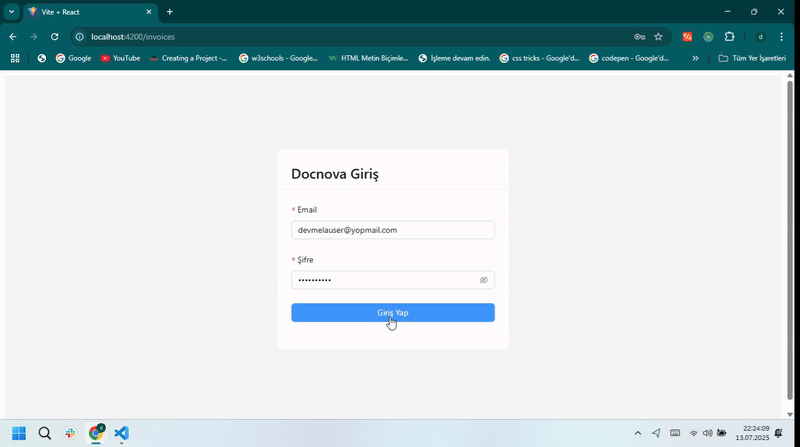 Vite + React
localhost:4200/invoices
d
Google
YouTube
Creating a Project -...
w3schools - Google...
HTML Metin Biçimle...
İşleme devam edin.
css tricks - Google'd...
codepen - Google'd...
Tüm Yer İşaretleri
Docnova Giriş
* Email
devmelauser@yopmail.com
* Şifre
••••••••••
Giriş Yap
22:24:09
13.07.2025